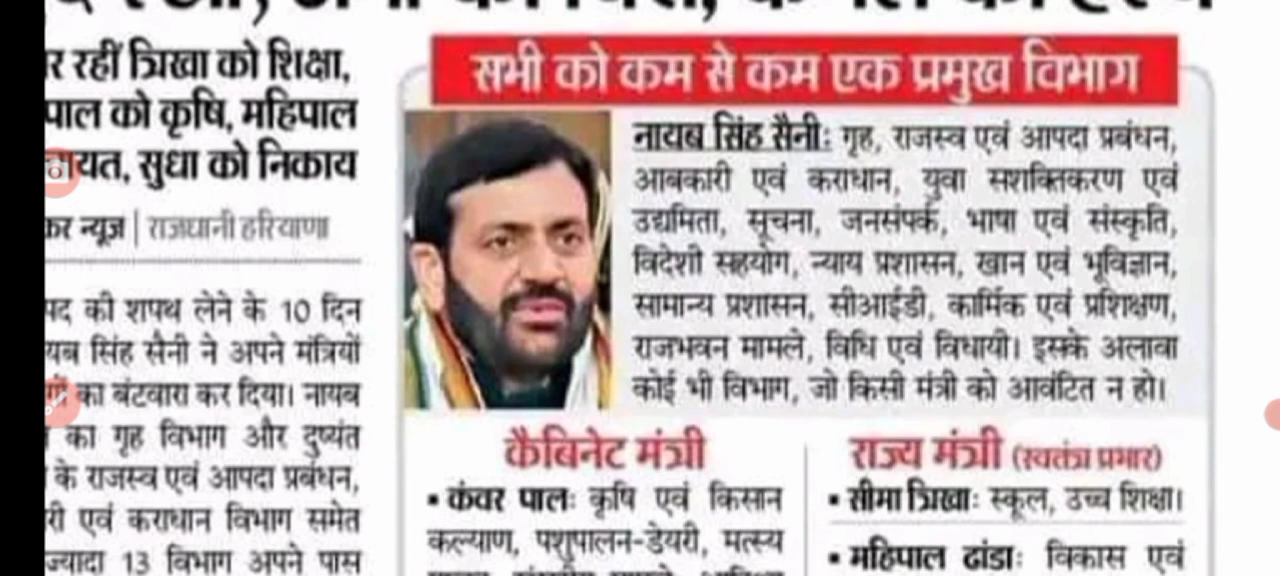 र रहीं त्रिखा को शिक्षा,
पाल को कृषि, महिपाल
सुधा को निकाय
न्यूज़ | राजधानी हरियाणा
पद की शपथ लेने के 10 दिन
यब सिंह सैनी ने अपने मंत्रियों
का बंटवारा कर दिया। नायब
का गृह विभाग और दुष्यंत
के राजस्व एवं आपदा प्रबंधन,
री एवं कराधान विभाग समेत
ज्यादा 13 विभाग अपने पास
सभी को कम से कम एक प्रमुख विभाग
नायब सिंह सैनी: गृह, राजस्व एवं आपदा प्रबंधन,
आबकारी एवं कराधान, युवा सशक्तिकरण एवं
उद्यमिता, सूचना, जनसंपर्क, भाषा एवं संस्कृति,
विदेशी सहयोग, न्याय प्रशासन, खान एवं भूविज्ञान,
सामान्य प्रशासन, सीआईडी, कार्मिक एवं प्रशिक्षण,
राजभवन मामले, विधि एवं विधायी। इसके अलावा
कोई भी विभाग, जो किसी मंत्री को आवंटित न हो।
कैबिनेट मंत्री
▪ कंवर पाल: कृषि एवं किसान
कल्याण, पशुपालन-डेयरी, मत्स्य
राज्य मंत्री (स्वतंत्र प्रभार)
▪ सीमा त्रिखा: स्कूल, उच्च शिक्षा।
▪ महिपाल ढांडा: विकास एवं